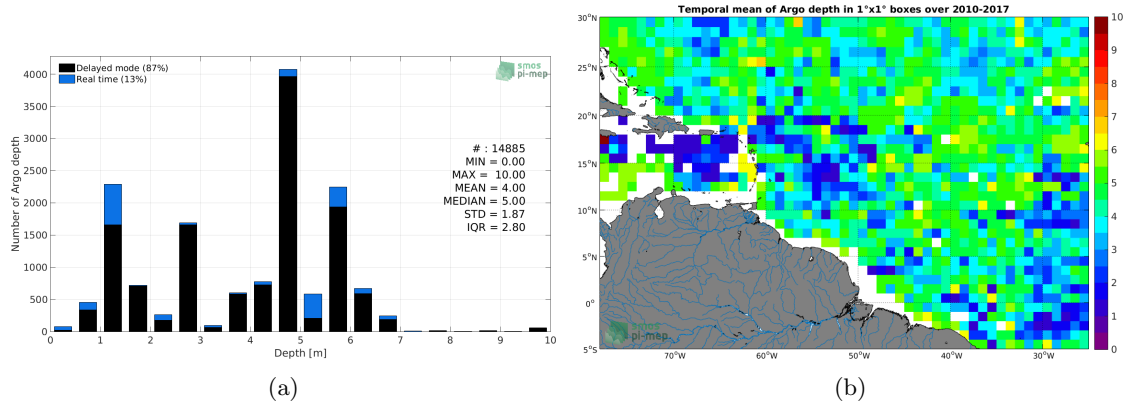 Delayed mode (87%)
Real time (13%)
smos
pi-mep
Number of Argo depth
4000
3500
3000
2500
2000
1500
1000
500
0
# : 14885
MIN = 0.00
MAX = 10.00
MEAN = 4.00
MEDIAN = 5.00
STD = 1.87
IQR = 2.80
0 1 2 3 4 5 6 7 8 9 10
Depth [m]
(a)
Temporal mean of Argo depth in 1°x1° boxes over 2010-2017
30°N
25°N
20°N
15°N
10°N
5°N
0°
5°S
70°W 60°W 50°W 40°W 30°W
smos
pi-mep
10
9
8
7
6
5
4
3
2
1
0
(b)